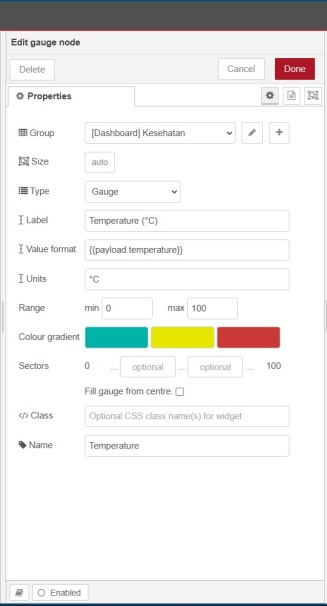 Edit gauge node
Delete Cancel Done
Properties
Group [Dashboard] Kesehatan
Size auto
Type Gauge
Label Temperature (°C)
Value format {{payload.temperature}}
Units °C
Range min 0 max 100
Colour gradient
Sectors 0 ... optional ... optional ... 100
Fill gauge from centre.
</> Class Optional CSS class name(s) for widget
Name Temperature
Enabled